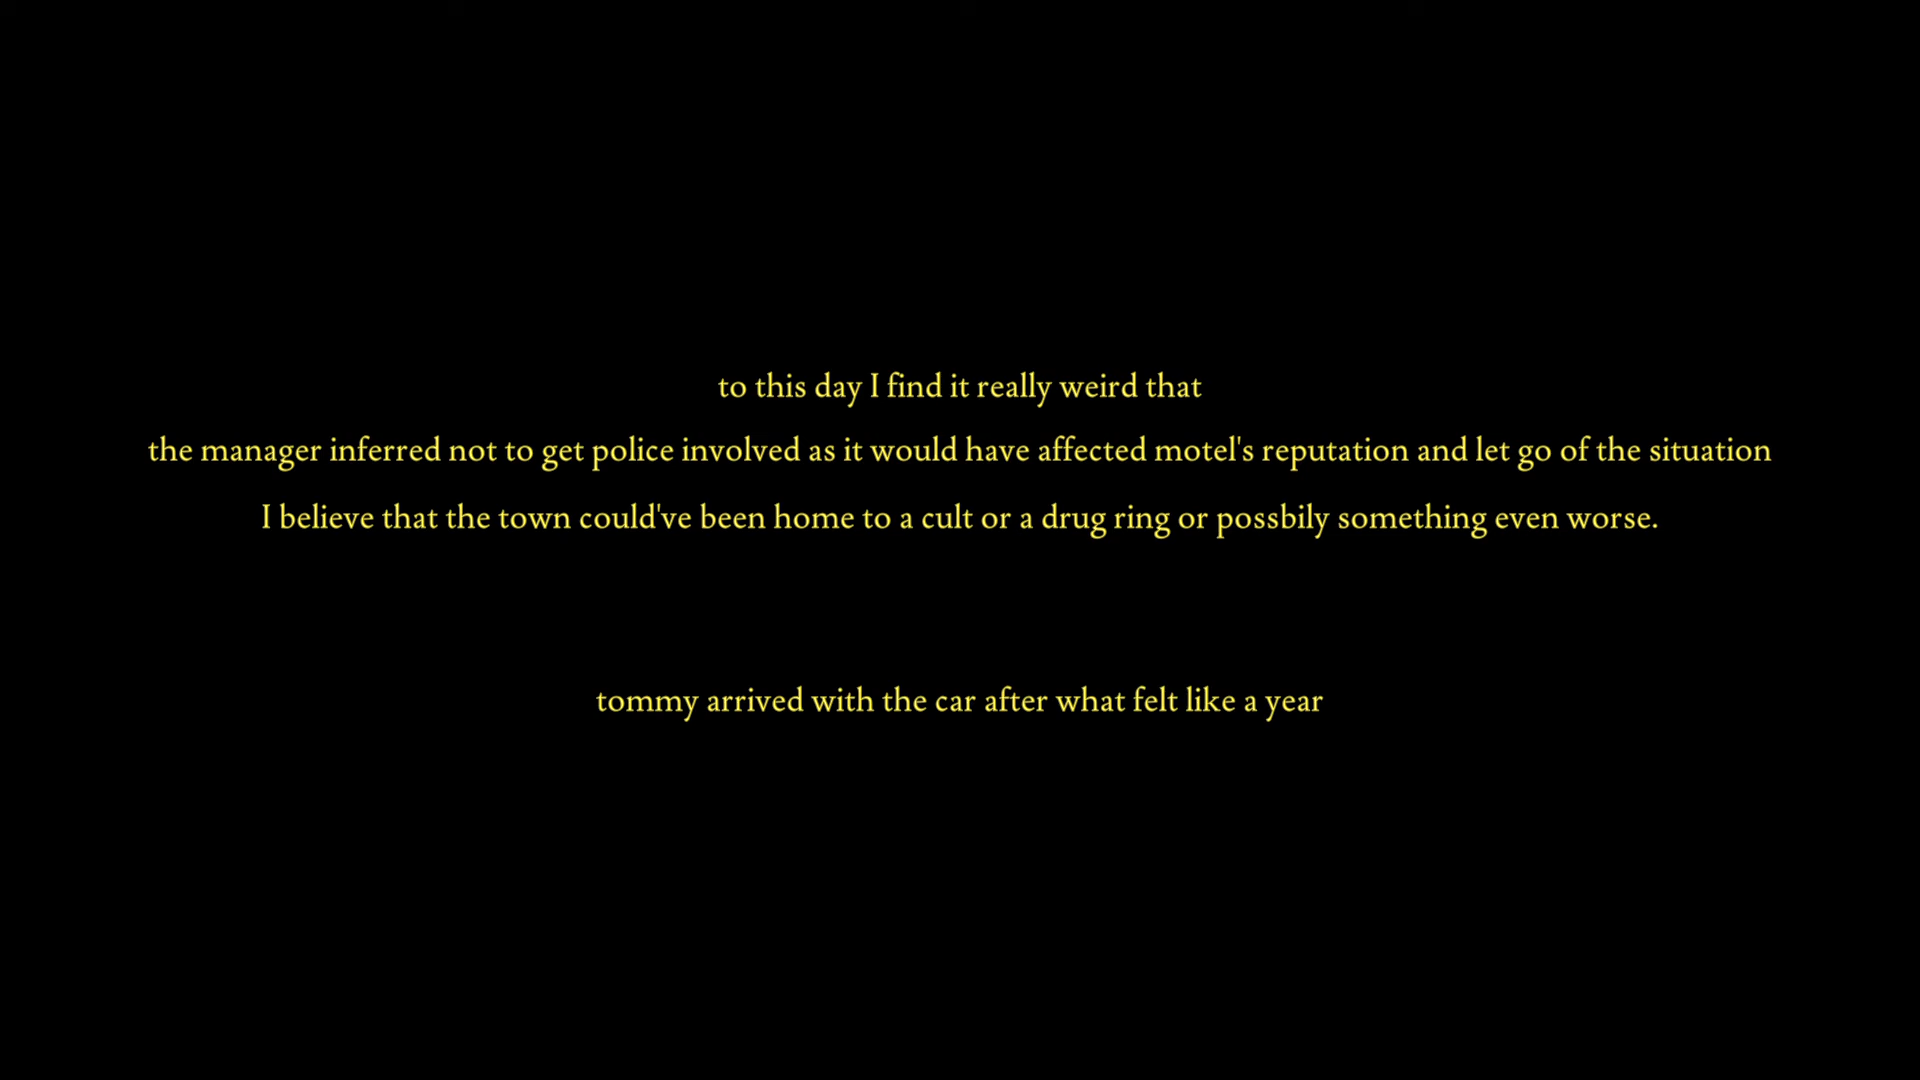 to this day I find it really weird that
the manager inferred not to get police involved as it would have affected motel's reputation and let go of the situation
I believe that the town could've been home to a cult or a drug ring or possbily something even worse.
tommy arrived with the car after what felt like a year